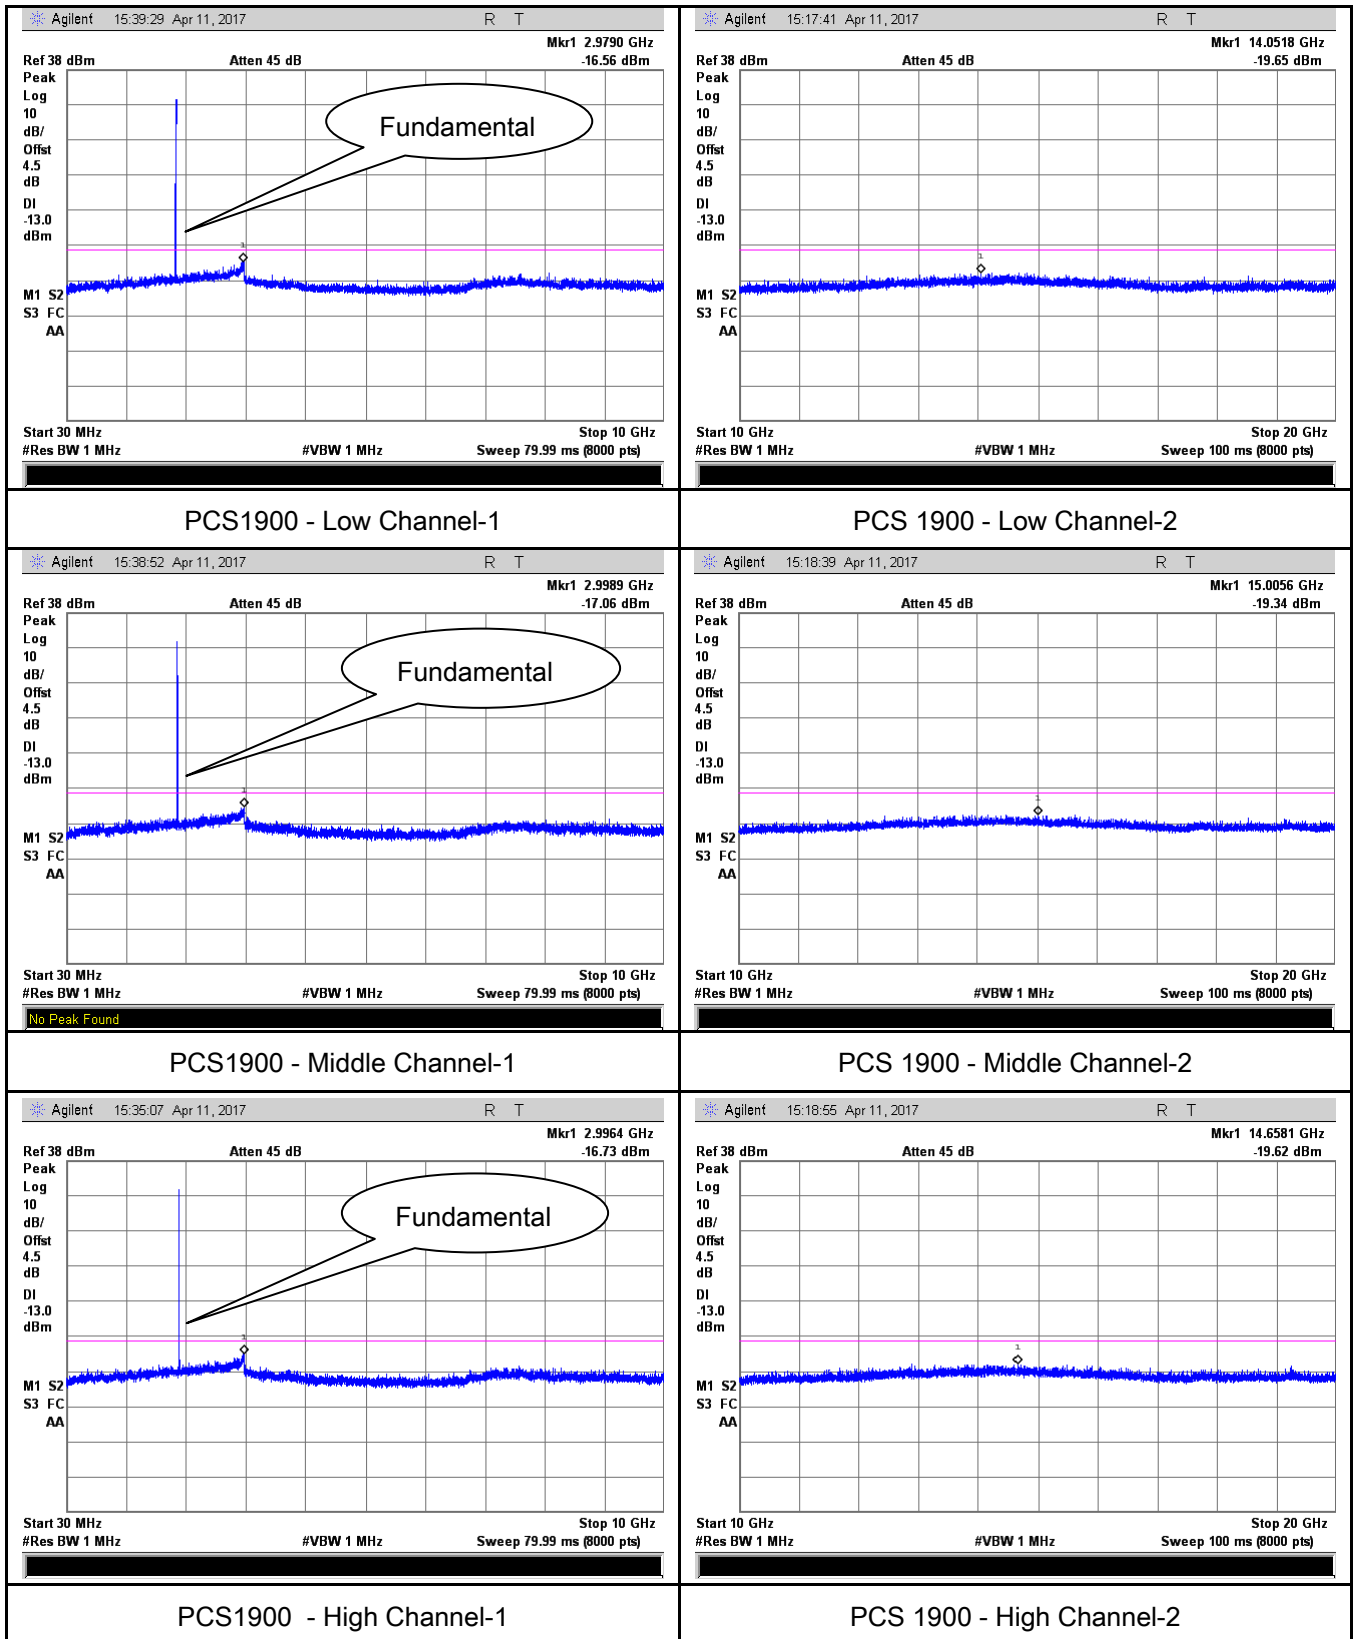 Agilent 15:39:29 Apr 11, 2017 R T
Mkr1 2.9790 GHz
Ref 38 dBm Atten 45 dB -16.56 dBm
Peak
Log
10
dB/
Offst
4.5
dB
DI
-13.0
dBm
M1 S2
S3 FC
AA
Fundamental
1
Start 30 MHz Stop 10 GHz
#Res BW 1 MHz #VBW 1 MHz Sweep 79.99 ms (8000 pts)
Agilent 15:17:41 Apr 11, 2017 R T
Mkr1 14.0518 GHz
Ref 38 dBm Atten 45 dB -19.65 dBm
Peak
Log
10
dB/
Offst
4.5
dB
DI
-13.0
dBm
M1 S2
S3 FC
AA
1
Start 10 GHz Stop 20 GHz
#Res BW 1 MHz #VBW 1 MHz Sweep 100 ms (8000 pts)
PCS1900 - Low Channel-1
PCS 1900 - Low Channel-2
Agilent 15:38:52 Apr 11, 2017 R T
Mkr1 2.9989 GHz
Ref 38 dBm Atten 45 dB -17.06 dBm
Peak
Log
10
dB/
Offst
4.5
dB
DI
-13.0
dBm
M1 S2
S3 FC
AA
Fundamental
1
Start 30 MHz Stop 10 GHz
#Res BW 1 MHz #VBW 1 MHz Sweep 79.99 ms (8000 pts)
No Peak Found
Agilent 15:18:39 Apr 11, 2017 R T
Mkr1 15.0056 GHz
Ref 38 dBm Atten 45 dB -19.34 dBm
Peak
Log
10
dB/
Offst
4.5
dB
DI
-13.0
dBm
M1 S2
S3 FC
AA
1
Start 10 GHz Stop 20 GHz
#Res BW 1 MHz #VBW 1 MHz Sweep 100 ms (8000 pts)
PCS1900 - Middle Channel-1
PCS 1900 - Middle Channel-2
Agilent 15:35:07 Apr 11, 2017 R T
Mkr1 2.9964 GHz
Ref 38 dBm Atten 45 dB -16.73 dBm
Peak
Log
10
dB/
Offst
4.5
dB
DI
-13.0
dBm
M1 S2
S3 FC
AA
Fundamental
1
Start 30 MHz Stop 10 GHz
#Res BW 1 MHz #VBW 1 MHz Sweep 79.99 ms (8000 pts)
Agilent 15:18:55 Apr 11, 2017 R T
Mkr1 14.6581 GHz
Ref 38 dBm Atten 45 dB -19.62 dBm
Peak
Log
10
dB/
Offst
4.5
dB
DI
-13.0
dBm
M1 S2
S3 FC
AA
1
Start 10 GHz Stop 20 GHz
#Res BW 1 MHz #VBW 1 MHz Sweep 100 ms (8000 pts)
PCS1900 - High Channel-1
PCS 1900 - High Channel-2